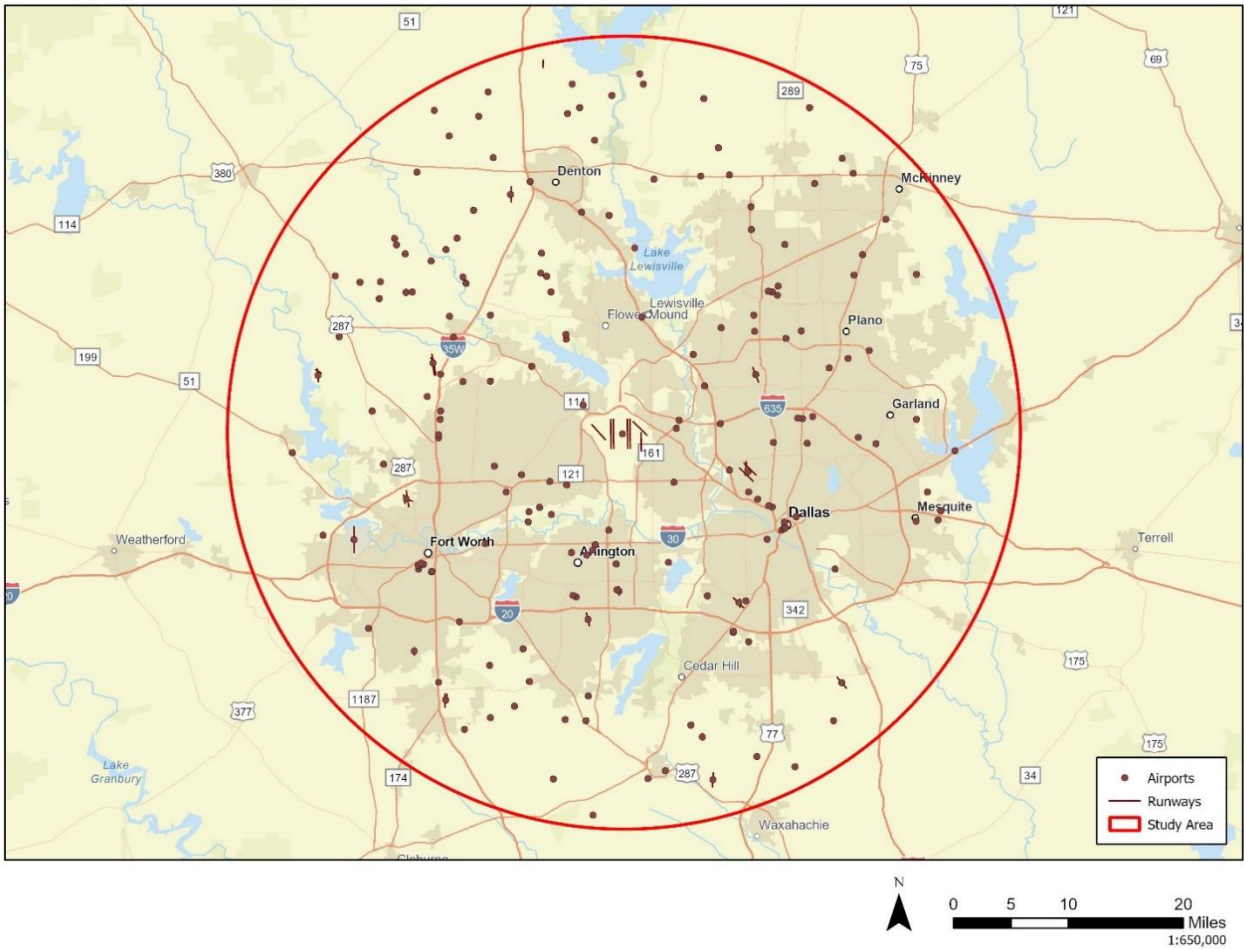 51
121
69
75
289
380
Denton
McKinney
114
Lake
Lewisville
Lewisville
Flower Mound
287
Plano
35W
199
51
114
635
Garland
161
287
121
Dallas
Mesquite
Weatherford
Fort Worth
30
Arlington
Terrell
20
342
Cedar Hill
175
1187
377
77
175
Lake
Granbury
174
287
34
Airports
Runways
Study Area
Waxahachie
Cleburne
N
0 5 10 20
Miles
1:650,000